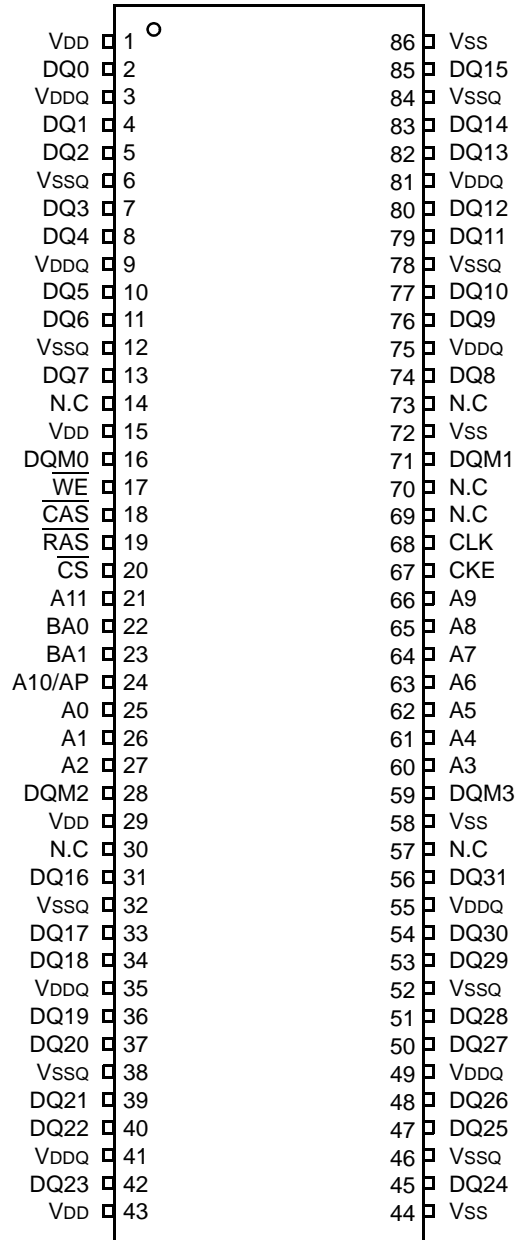 VDD 1 86 VSS
DQ0 2 85 DQ15
VDDQ 3 84 VSSQ
DQ1 4 83 DQ14
DQ2 5 82 DQ13
VSSQ 6 81 VDDQ
DQ3 7 80 DQ12
DQ4 8 79 DQ11
VDDQ 9 78 VSSQ
DQ5 10 77 DQ10
DQ6 11 76 DQ9
VSSQ 12 75 VDDQ
DQ7 13 74 DQ8
N.C 14 73 N.C
VDD 15 72 VSS
DQM0 16 71 DQM1
W̅E̅ 17 70 N.C
C̅A̅S̅ 18 69 N.C
R̅A̅S̅ 19 68 CLK
C̅S̅ 20 67 CKE
A11 21 66 A9
BA0 22 65 A8
BA1 23 64 A7
A10/AP 24 63 A6
A0 25 62 A5
A1 26 61 A4
A2 27 60 A3
DQM2 28 59 DQM3
VDD 29 58 VSS
N.C 30 57 N.C
DQ16 31 56 DQ31
VSSQ 32 55 VDDQ
DQ17 33 54 DQ30
DQ18 34 53 DQ29
VDDQ 35 52 VSSQ
DQ19 36 51 DQ28
DQ20 37 50 DQ27
VSSQ 38 49 VDDQ
DQ21 39 48 DQ26
DQ22 40 47 DQ25
VDDQ 41 46 VSSQ
DQ23 42 45 DQ24
VDD 43 44 VSS